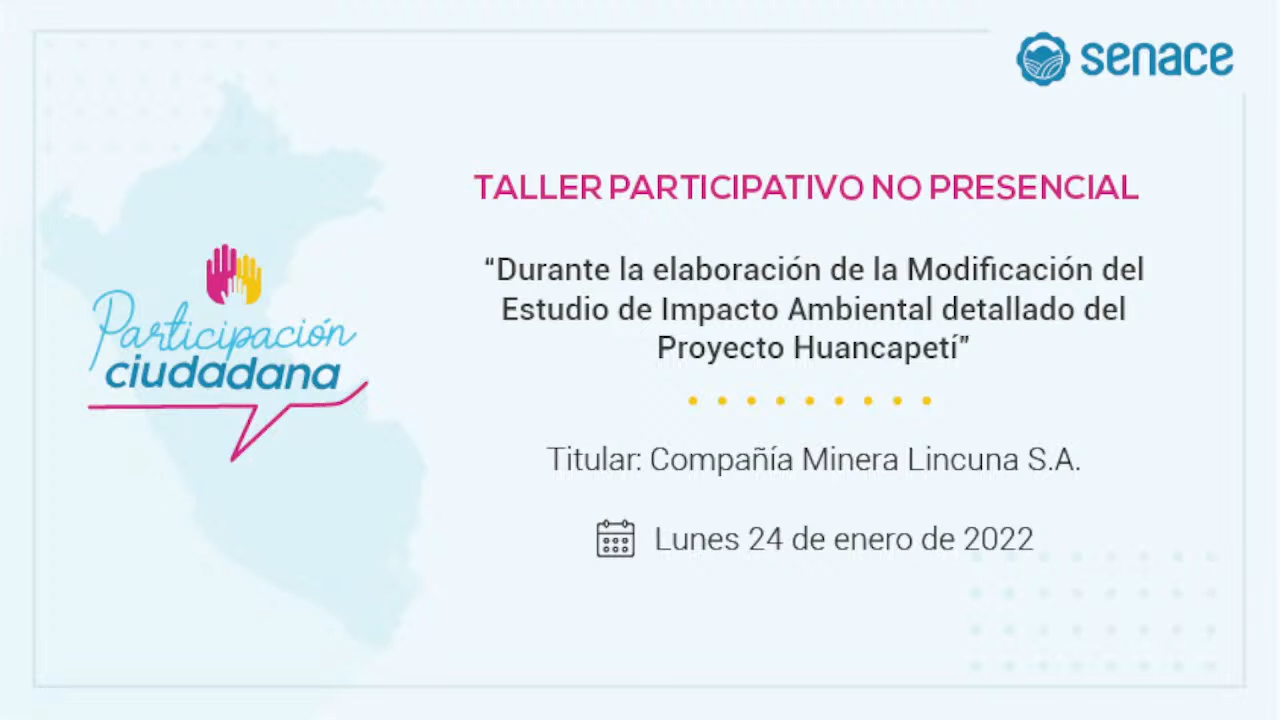 senace
TALLER PARTICIPATIVO NO PRESENCIAL
“Durante la elaboración de la Modificación del
Estudio de Impacto Ambiental detallado del
Proyecto Huancapetí”
Participación
ciudadana
Titular: Compañía Minera Lincuna S.A.
Lunes 24 de enero de 2022